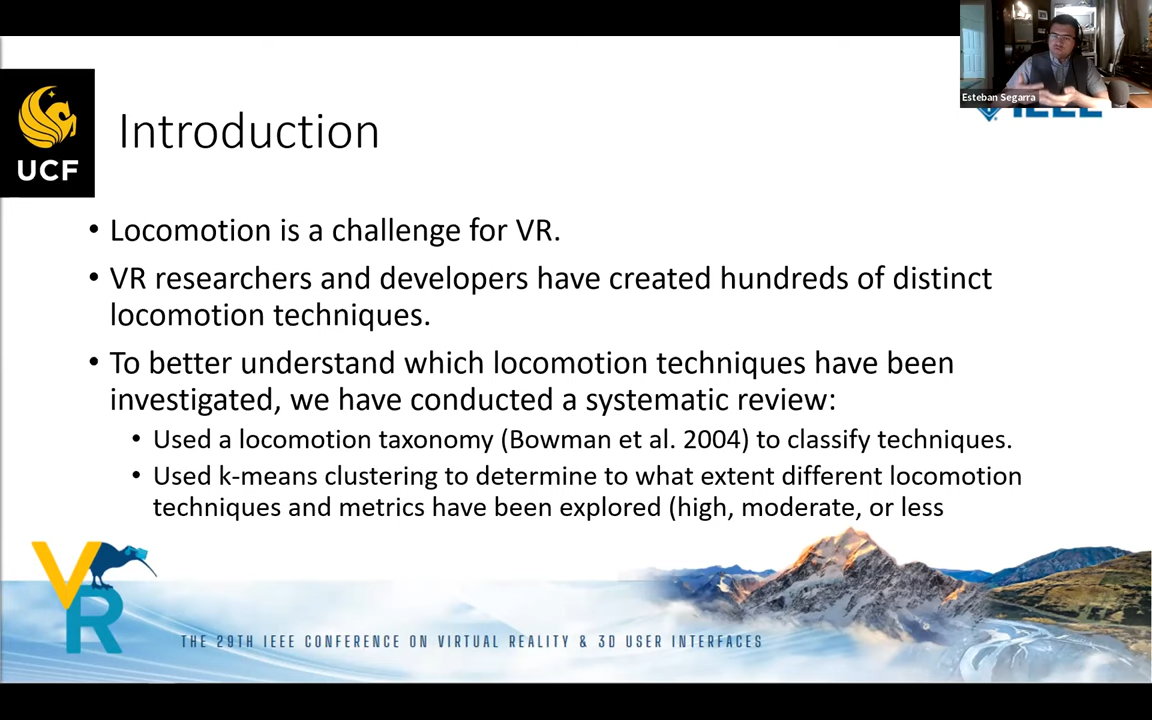 Esteban Segarra
IEEE
UCF
Introduction
• Locomotion is a challenge for VR.
• VR researchers and developers have created hundreds of distinct
locomotion techniques.
• To better understand which locomotion techniques have been
investigated, we have conducted a systematic review:
• Used a locomotion taxonomy (Bowman et al. 2004) to classify techniques.
• Used k-means clustering to determine to what extent different locomotion
techniques and metrics have been explored (high, moderate, or less
VR
THE 29TH IEEE CONFERENCE ON VIRTUAL REALITY & 3D USER INTERFACES